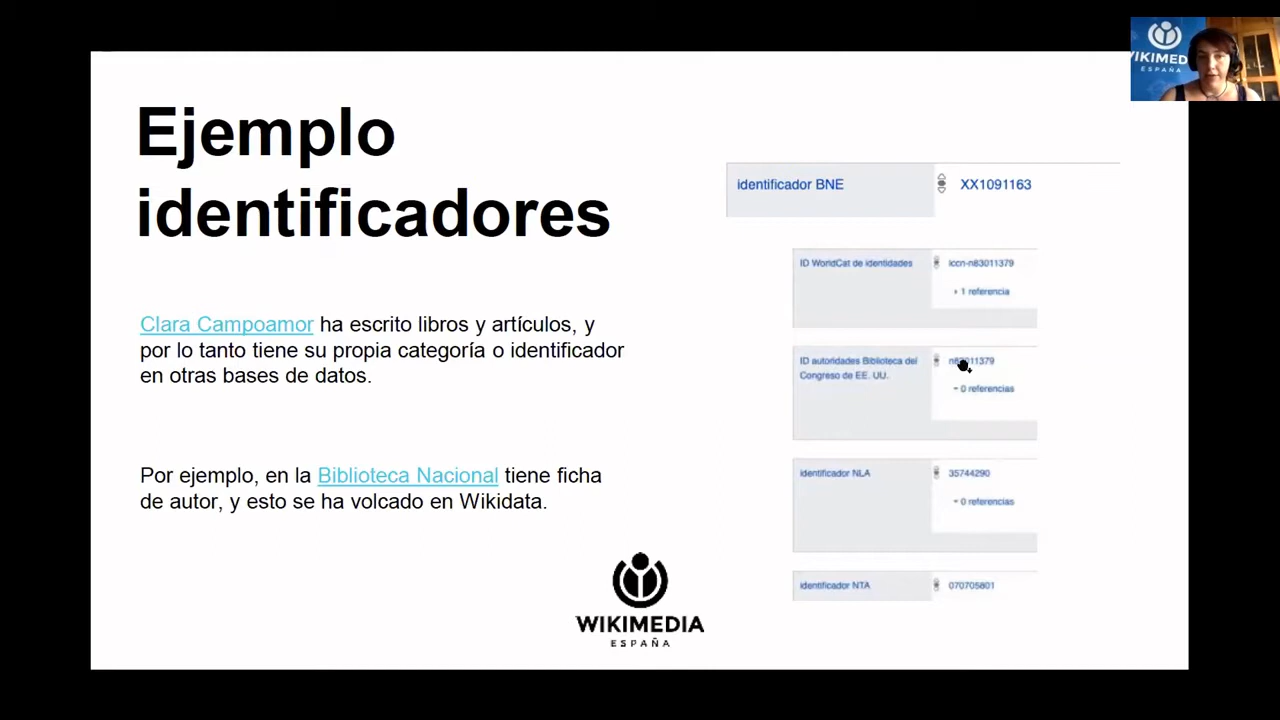 Ejemplo
identificadores
Clara Campoamor ha escrito libros y artículos, y
por lo tanto tiene su propia categoría o identificador
en otras bases de datos.
Por ejemplo, en la Biblioteca Nacional tiene ficha
de autor, y esto se ha volcado en Wikidata.
identificador BNE
XX1091163
ID WorldCat de identidades
lccn-n83011379
1 referencia
ID autoridades Biblioteca del
Congreso de EE. UU.
0 referencias
identificador NLA
35744290
0 referencias
identificador NTA
070705801
WIKIMEDIA
ESPAÑA
WIKIMED
ESPAÑA